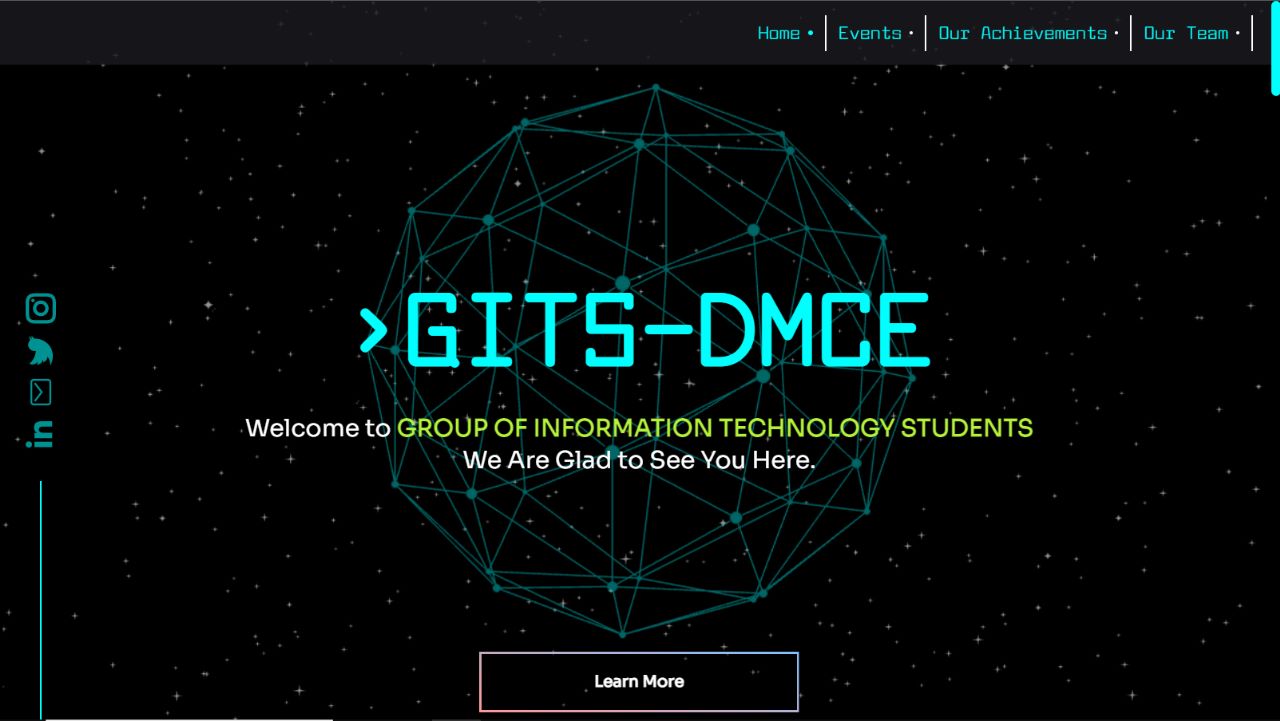 Home
Events
Our Achievements
Our Team
>GITS-DMCE
Welcome to GROUP OF INFORMATION TECHNOLOGY STUDENTS
We Are Glad to See You Here.
Learn More